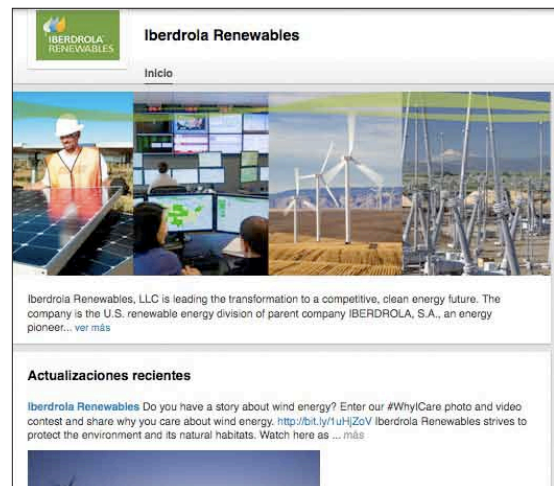 IBERDROLA
RENEWABLES
Iberdrola Renewables
Inicio
Iberdrola Renewables, LLC is leading the transformation to a competitive, clean energy future. The
company is the U.S. renewable energy division of parent company IBERDROLA, S.A., an energy
pioneer... ver más
Actualizaciones recientes
Iberdrola Renewables Do you have a story about wind energy? Enter our #WhyICare photo and video
contest and share why you care about wind energy. http://bit.ly/1uHjZoV Iberdrola Renewables strives to
protect the environment and its natural habitats. Watch here as ... más